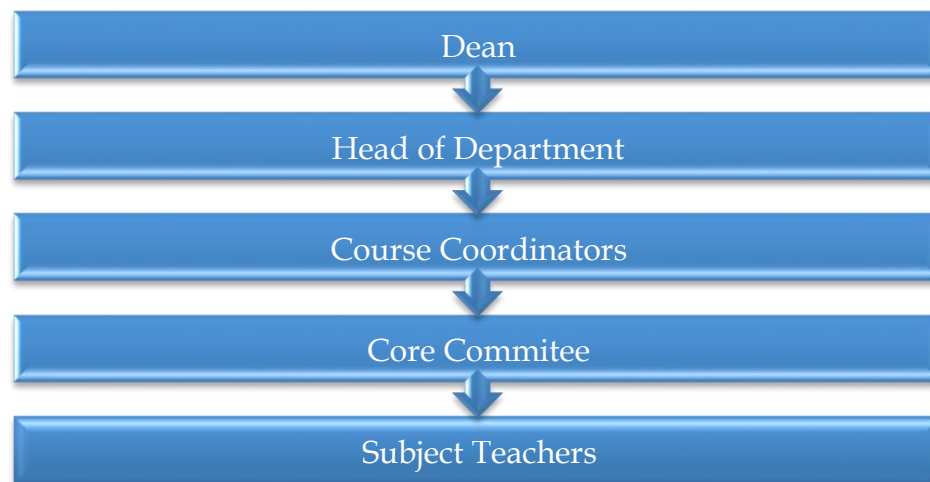 Dean
Head of Department
Course Coordinators
Core Commitee
Subject Teachers